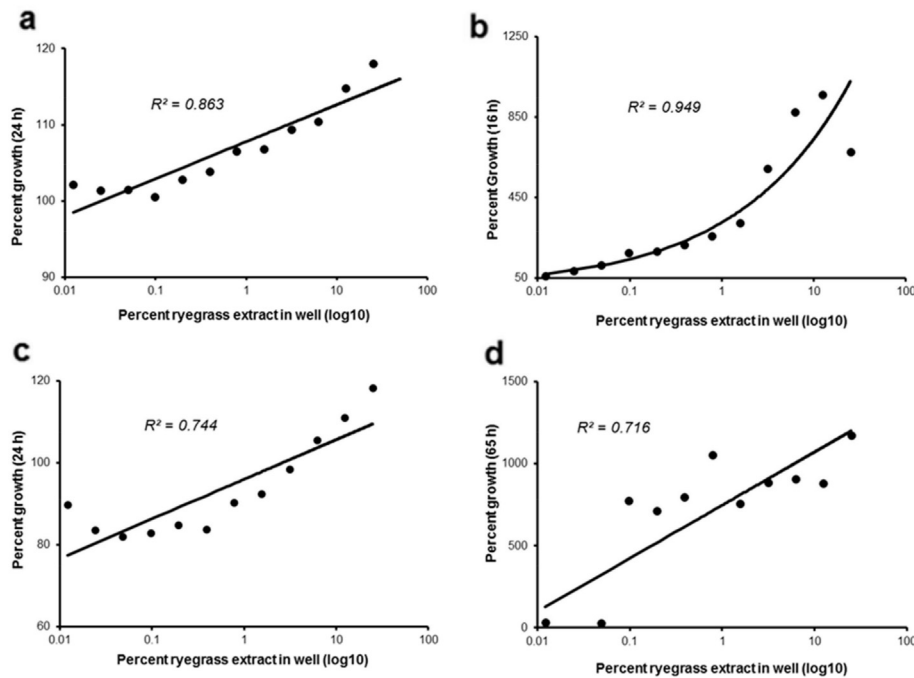 a
120
110
100
90
0.01 0.1 1 10 100
R² = 0.863
Percent growth (24 h)
Percent ryegrass extract in well (log10)
b
1250
850
450
50
0.01 0.1 1 10 100
R² = 0.949
Percent Growth (16 h)
Percent ryegrass extract in well (log10)
c
120
100
80
60
0.01 0.1 1 10 100
R² = 0.744
Percent growth (24 h)
Percent ryegrass extract in well (log10)
d
1500
1000
500
0
0.01 0.1 1 10 100
R² = 0.716
Percent growth (65 h)
Percent ryegrass extract in well (log10)